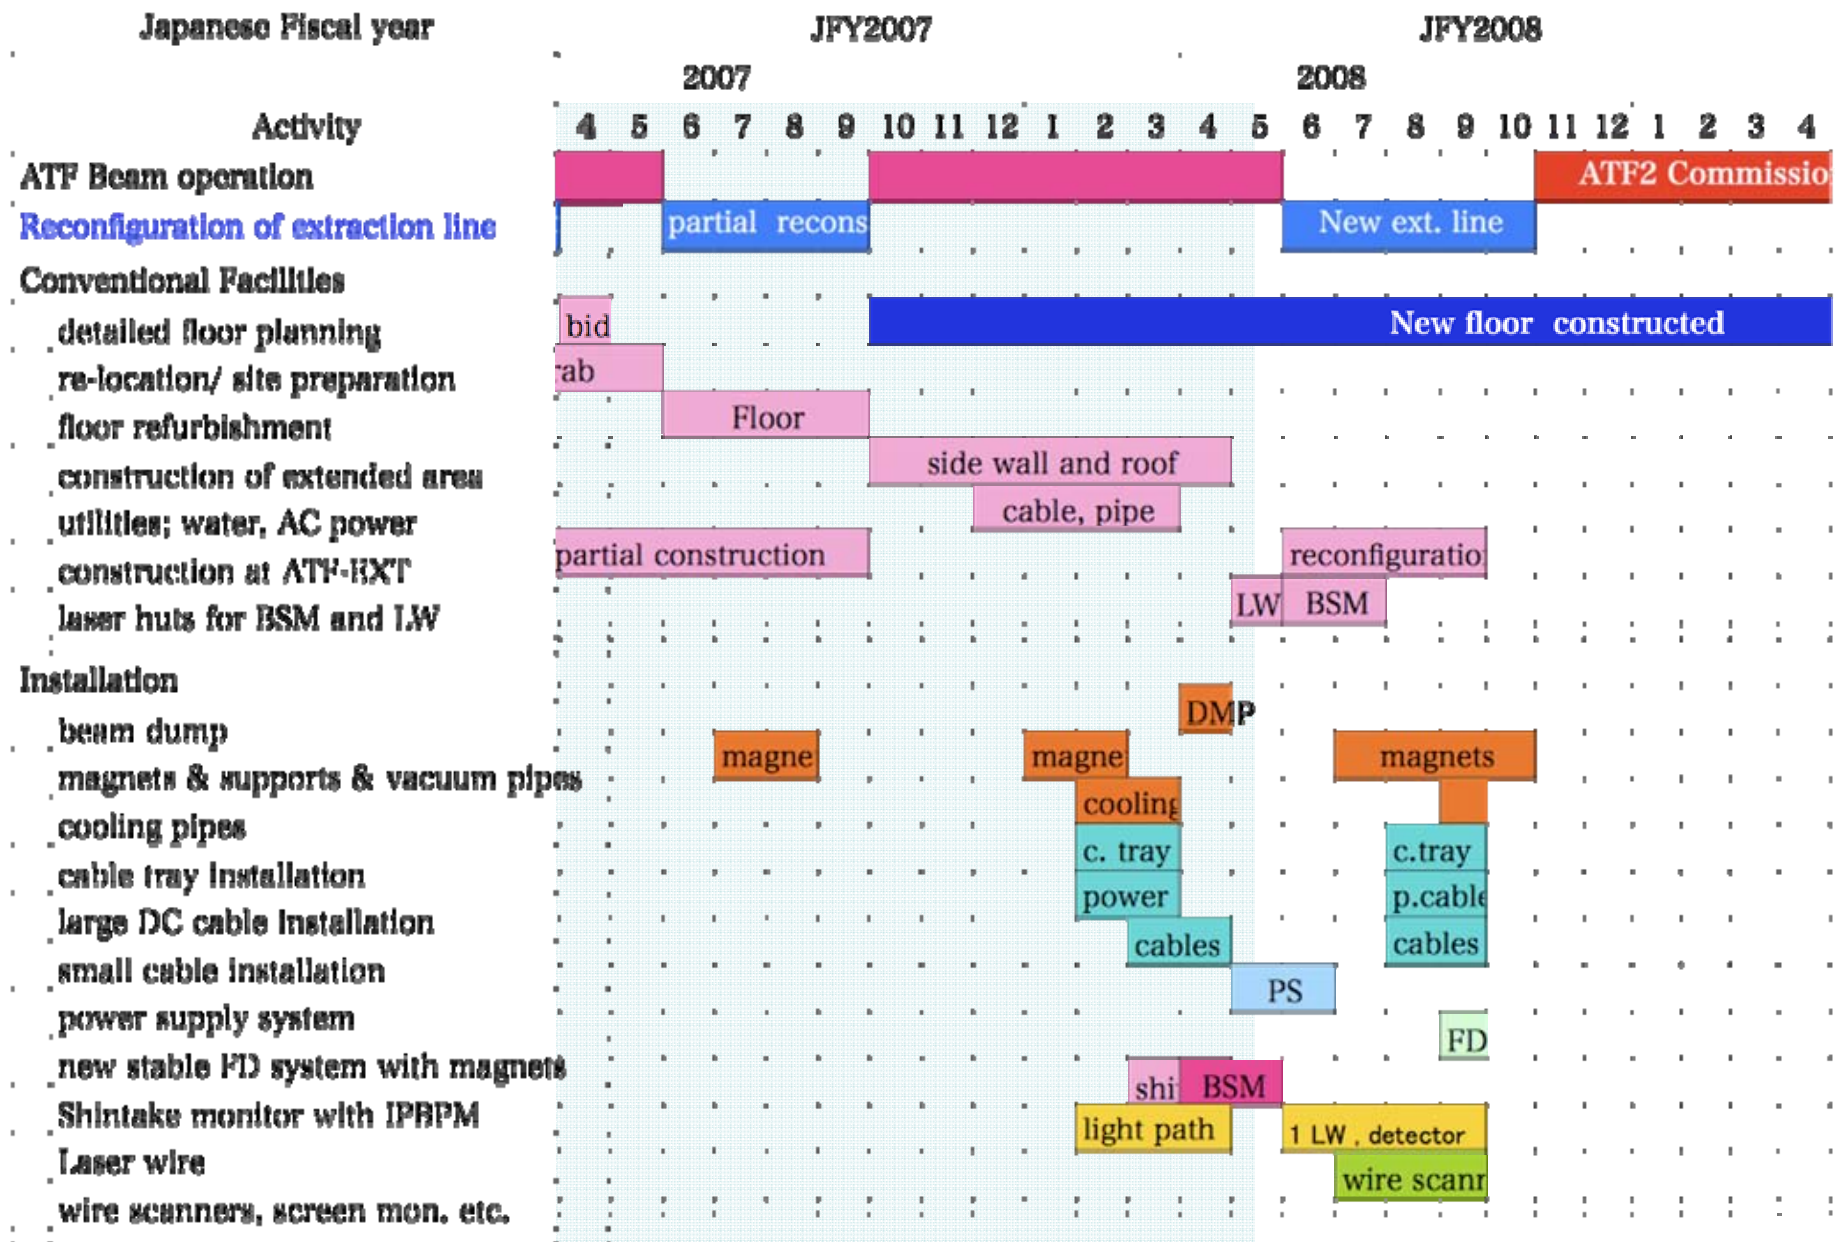 Japanese Fiscal year JFY2007 JFY2008
2007 2008
Activity 4 5 6 7 8 9 10 11 12 1 2 3 4 5 6 7 8 9 10 11 12 1 2 3 4
ATF Beam operation ATF2 Commissio
Reconfiguration of extraction line partial recons New ext. line
Conventional Facilities
detailed floor planning bid New floor constructed
re-location/ site preparation rab
floor refurbishment Floor
construction of extended area side wall and roof
utilities; water, AC power cable, pipe
construction at ATF-EXT partial construction reconfiguratio
laser huts for BSM and LW LW BSM
Installation
beam dump DMP
magnets & supports & vacuum pipes magne magne magnets
cooling pipes cooling
cable tray installation c. tray c.tray
large DC cable installation power p.cable
small cable installation cables cables
power supply system PS
new stable FD system with magnets FD
Shintake monitor with IPBPM shi BSM
Laser wire light path 1 LW , detector
wire scanners, screen mon. etc. wire scanr